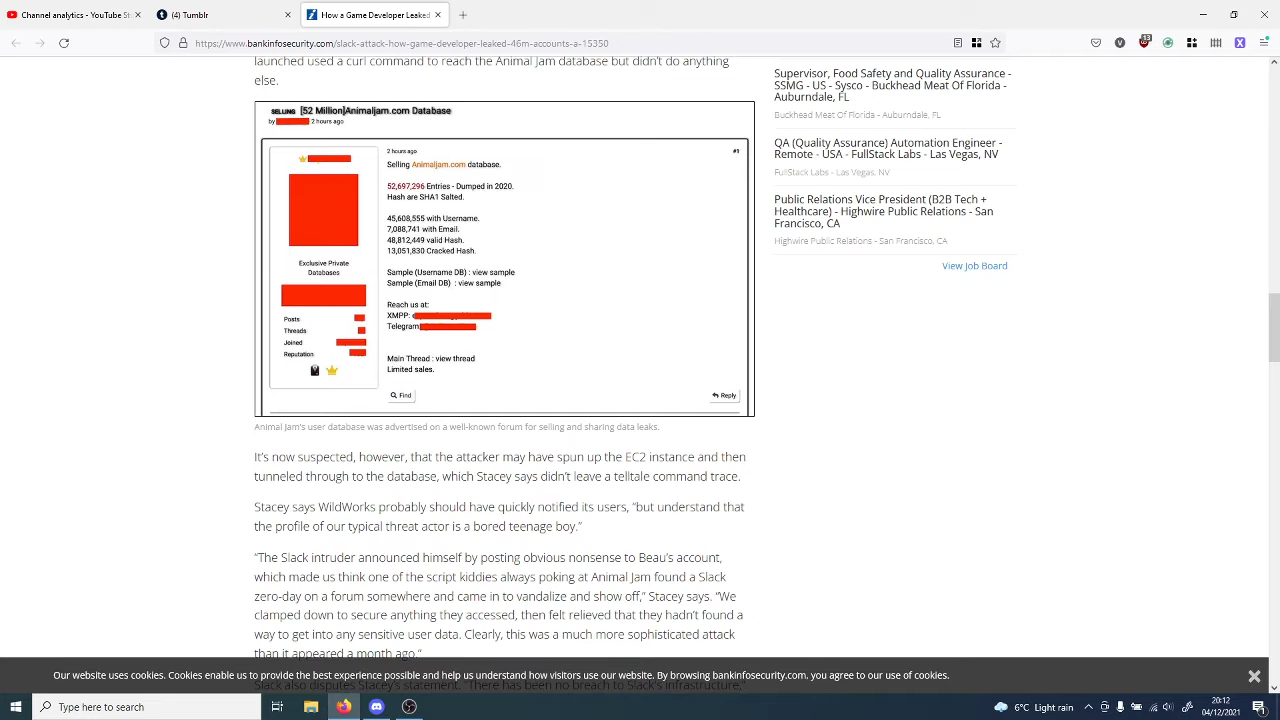 Channel analytics - YouTube St
(4) Tumblr
How a Game Developer Leaked
https://www.bankinfosecurity.com/slack-attack-how-game-developer-leaked-46m-accounts-a-15350
launched used a curl command to reach the Animal Jam database but didn't do anything
else.
SELLING [52 Million]Animaljam.com Database
by 2 hours ago
2 hours ago
#1
Selling Animaljam.com database.
52,697,296 Entries - Dumped in 2020.
Hash are SHA1 Salted.
45,608,555 with Username.
7,088,741 with Email.
48,812,449 valid Hash.
13,051,830 Cracked Hash.
Exclusive Private
Databases
Sample (Username DB) : view sample
Sample (Email DB) : view sample
Reach us at:
XMPP:
Telegram
Posts
Threads
Joined
Reputation
Main Thread : view thread
Limited sales.
Find
Reply
Animal Jam's user database was advertised on a well-known forum for selling and sharing data leaks.
It's now suspected, however, that the attacker may have spun up the EC2 instance and then
tunneled through to the database, which Stacey says didn't leave a telltale command trace.
Stacey says WildWorks probably should have quickly notified its users, "but understand that
the profile of our typical threat actor is a bored teenage boy."
"The Slack intruder announced himself by posting obvious nonsense to Beau's account,
which made us think one of the script kiddies always poking at Animal Jam found a Slack
zero-day on a forum somewhere and came in to vandalize and show off," Stacey says. "We
clamped down to secure anything they accessed, then felt relieved that they hadn't found a
way to get into any sensitive user data. Clearly, this was a much more sophisticated attack
than it appeared a month ago."
Slack also disputes Stacey's statement. "There has been no breach to Slack's infrastructure,"
Supervisor, Food Safety and Quality Assurance -
SSMG - US - Sysco - Buckhead Meat Of Florida -
Auburndale, FL
Buckhead Meat Of Florida - Auburndale, FL
QA (Quality Assurance) Automation Engineer -
Remote - USA - FullStack Labs - Las Vegas, NV
FullStack Labs - Las Vegas, NV
Public Relations Vice President (B2B Tech +
Healthcare) - Highwire Public Relations - San
Francisco, CA
Highwire Public Relations - San Francisco, CA
View Job Board
Our website uses cookies. Cookies enable us to provide the best experience possible and help us understand how visitors use our website. By browsing bankinfosecurity.com, you agree to our use of cookies.
Type here to search
6°C Light rain
20:12
04/12/2021